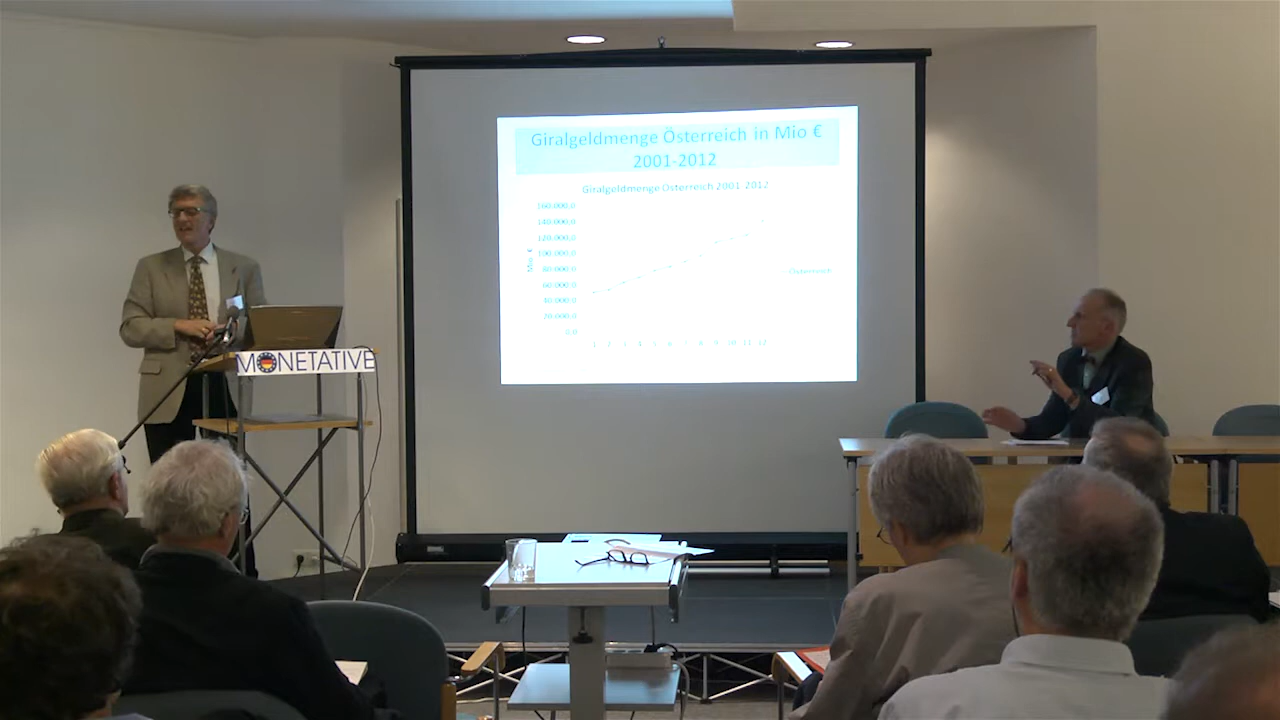 Giralgeldmenge Österreich in Mio €
2001-2012
Giralgeldmenge Österreich 2001-2012
160.000,0
140.000,0
120.000,0
100.000,0
80.000,0
60.000,0
40.000,0
20.000,0
0,0
Mio €
Österreich
1 2 3 4 5 6 7 8 9 10 11 12
MONETATIVE